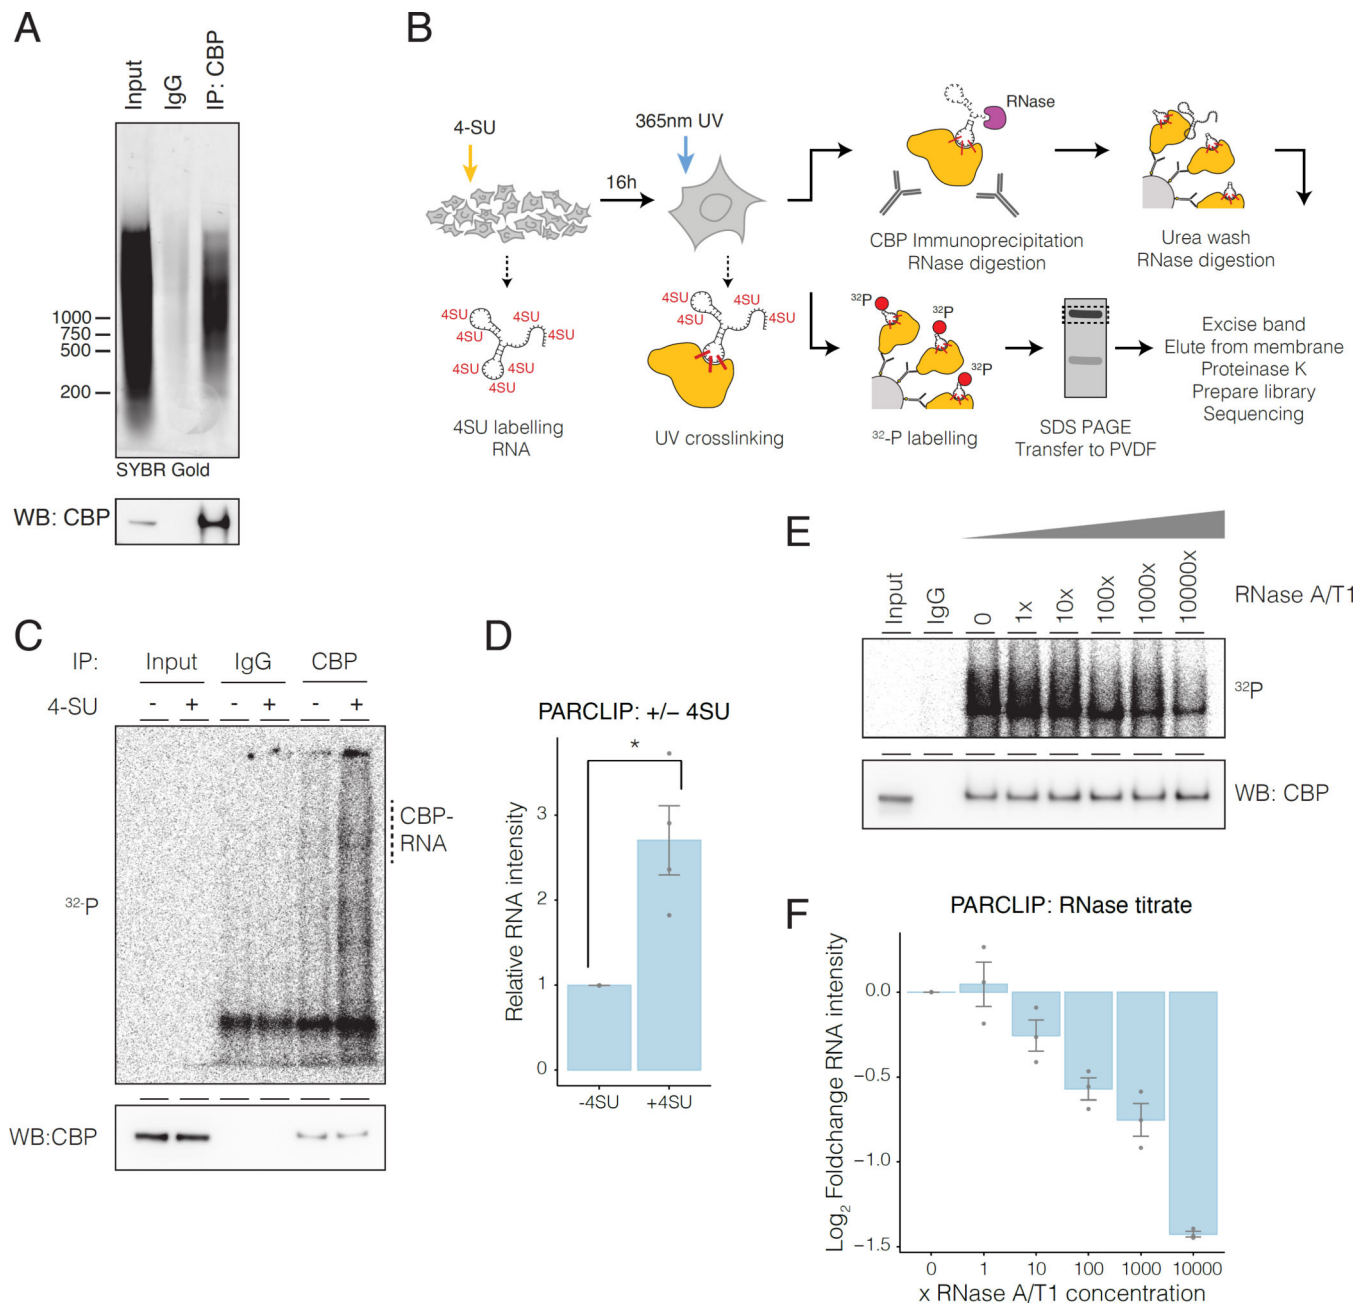 A
Input
IgG
IP: CBP
1000
750
500
200
SYBR Gold
WB: CBP
B
4-SU
365nm UV
16h
RNase
CBP Immunoprecipitation
RNase digestion
Urea wash
RNase digestion
4SU
4SU
4SU
4SU
4SU
4SU
4SU
4SU labelling
RNA
4SU
4SU
4SU
4SU
UV crosslinking
32P
32P
32P
32-P labelling
SDS PAGE
Transfer to PVDF
Excise band
Elute from membrane
Proteinase K
Prepare library
Sequencing
C
IP: Input IgG CBP
4-SU - + - + - +
32-P
CBP-
RNA
WB:CBP
D
PARCLIP: +/− 4SU
*
Relative RNA intensity
3
2
1
0
-4SU +4SU
E
Input IgG 0 1x 10x 100x 1000x 10000x
RNase A/T1
32P
WB: CBP
F
PARCLIP: RNase titrate
Log2 Foldchange RNA intensity
0.0
−0.5
−1.0
−1.5
0 1 10 100 1000 10000
x RNase A/T1 concentration